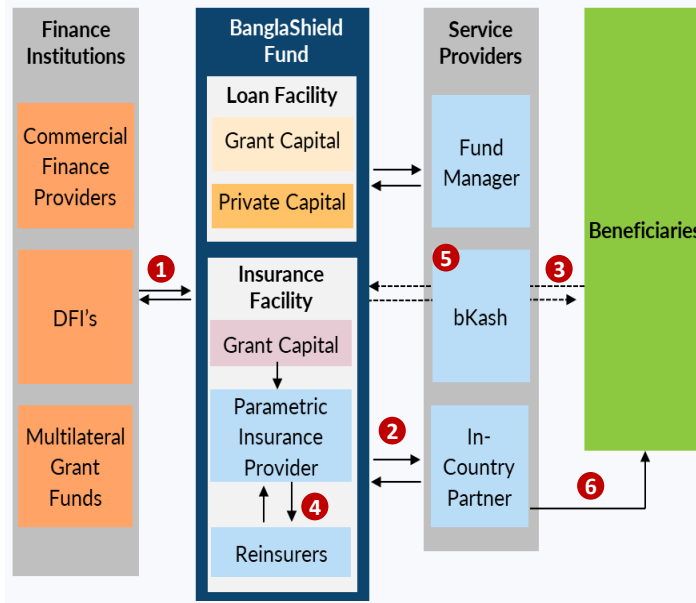 Finance
Institutions
Commercial
Finance
Providers
DFI's
Multilateral
Grant
Funds
1
BanglaShield
Fund
Loan Facility
Grant Capital
Private Capital
Insurance
Facility
Grant Capital
Parametric
Insurance
Provider
4
Reinsurers
2
Service
Providers
Fund
Manager
5
bKash
In-
Country
Partner
3
6
Beneficiaries